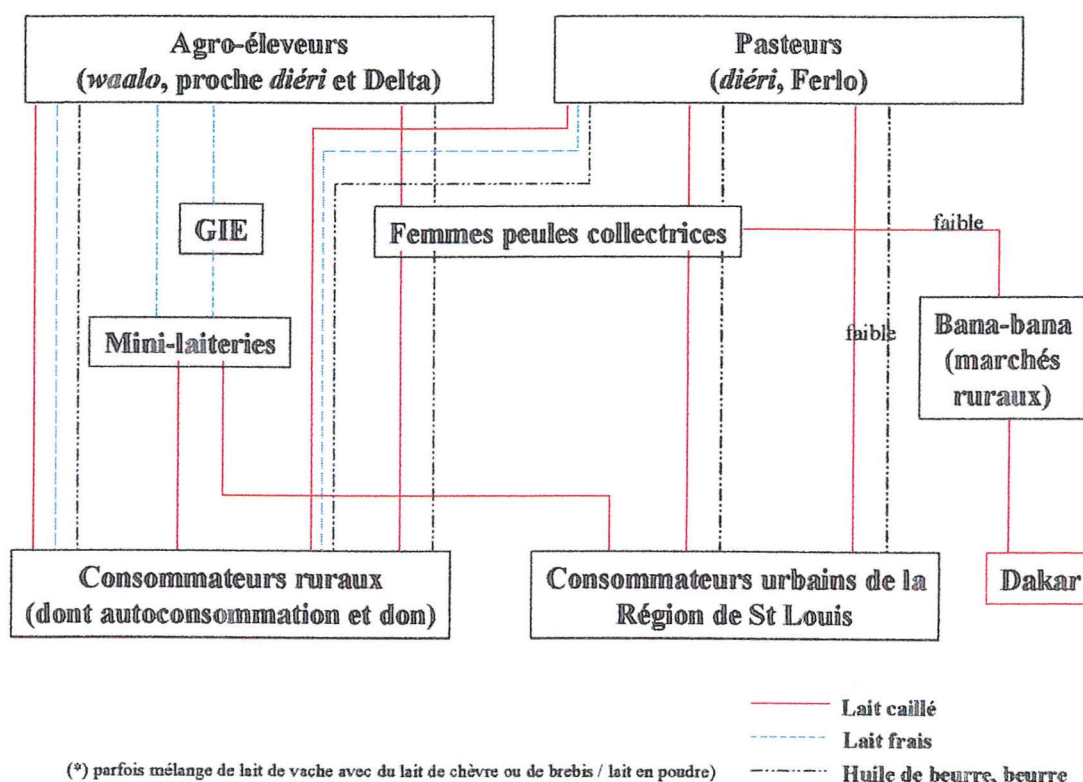 Agro-éleveurs
(waalo, proche diéri et Delta)
Pasteurs
(diéri, Ferlo)
GIE
Femmes peules collectrices
faible
Mini-laiteries
faible
Bana-bana
(marchés
ruraux)
Consommateurs ruraux
(dont autoconsommation et don)
Consommateurs urbains de la
Région de St Louis
Dakar
Lait caillé
Lait frais
Huile de beurre, beurre
(*) parfois mélange de lait de vache avec du lait de chèvre ou de brebis / lait en poudre)